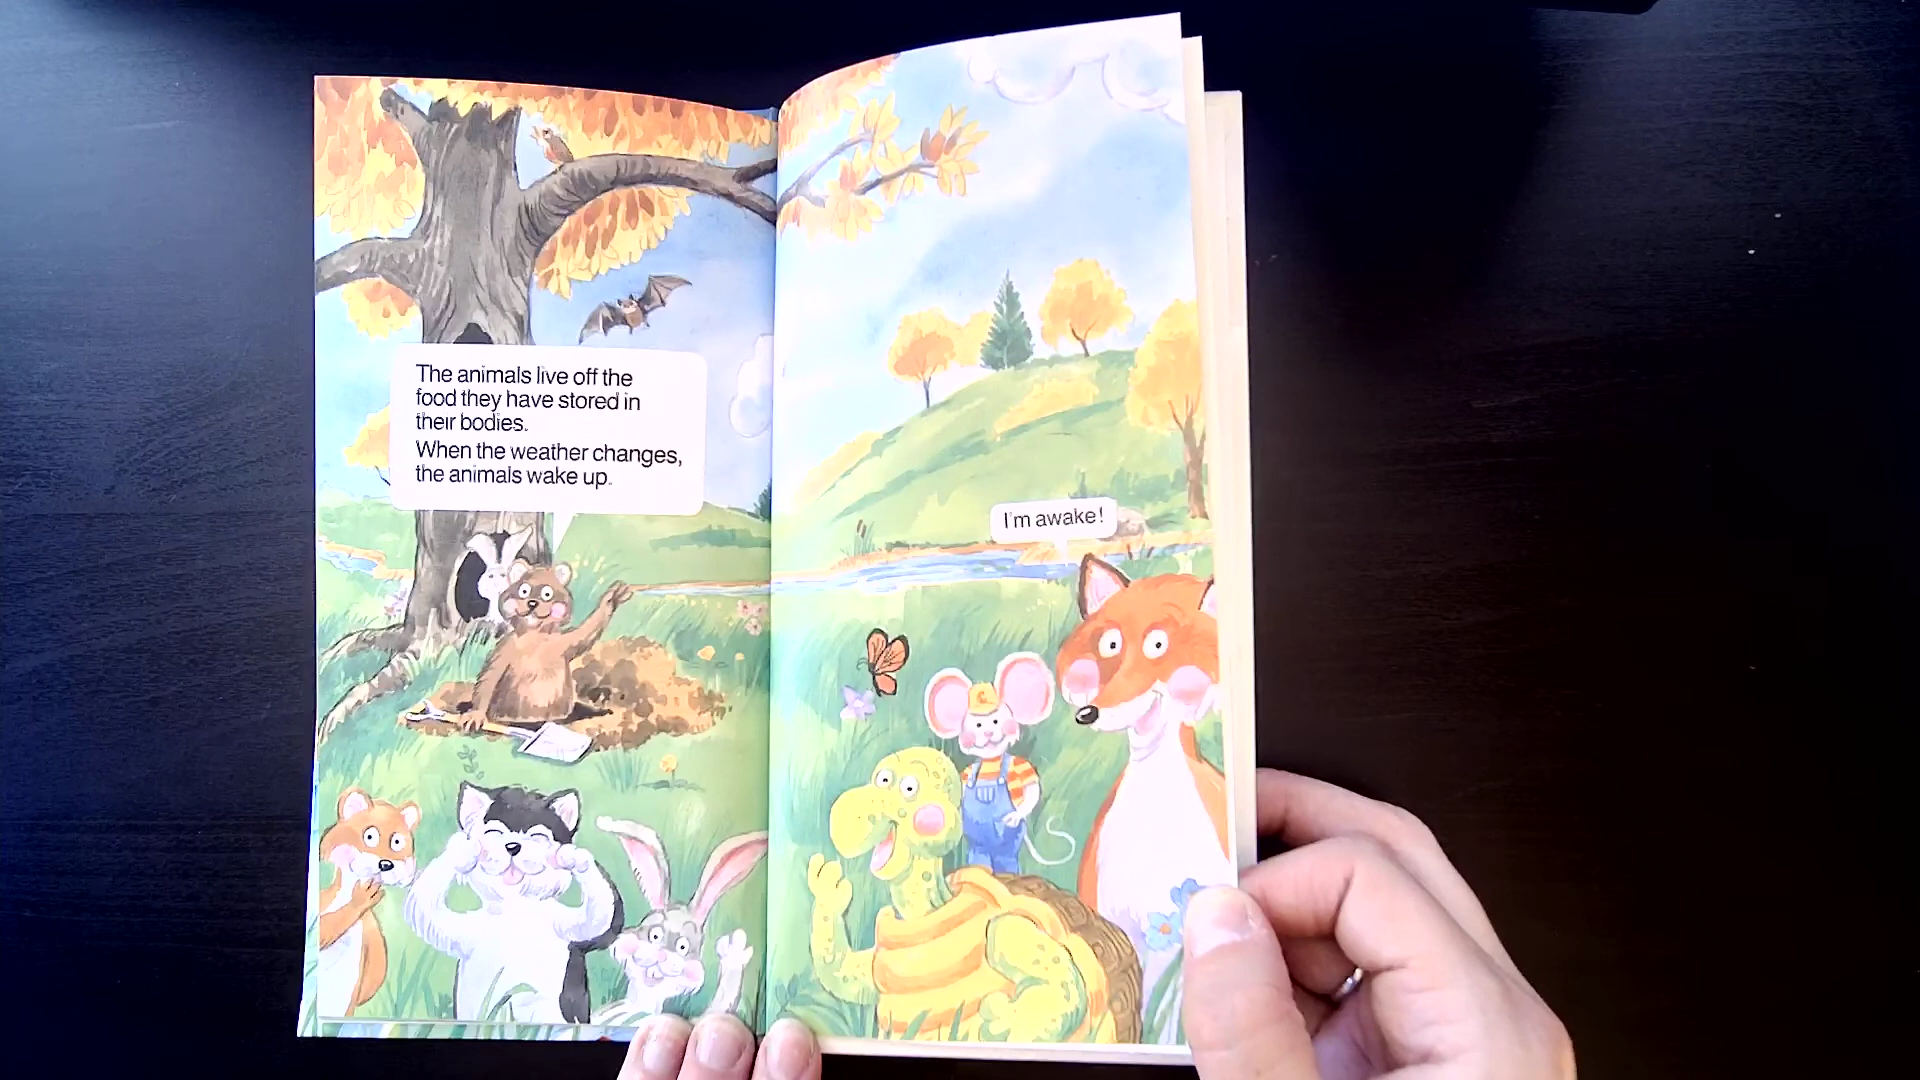 The animals live off the
food they have stored in
their bodies.
When the weather changes,
the animals wake up.
I'm awake!